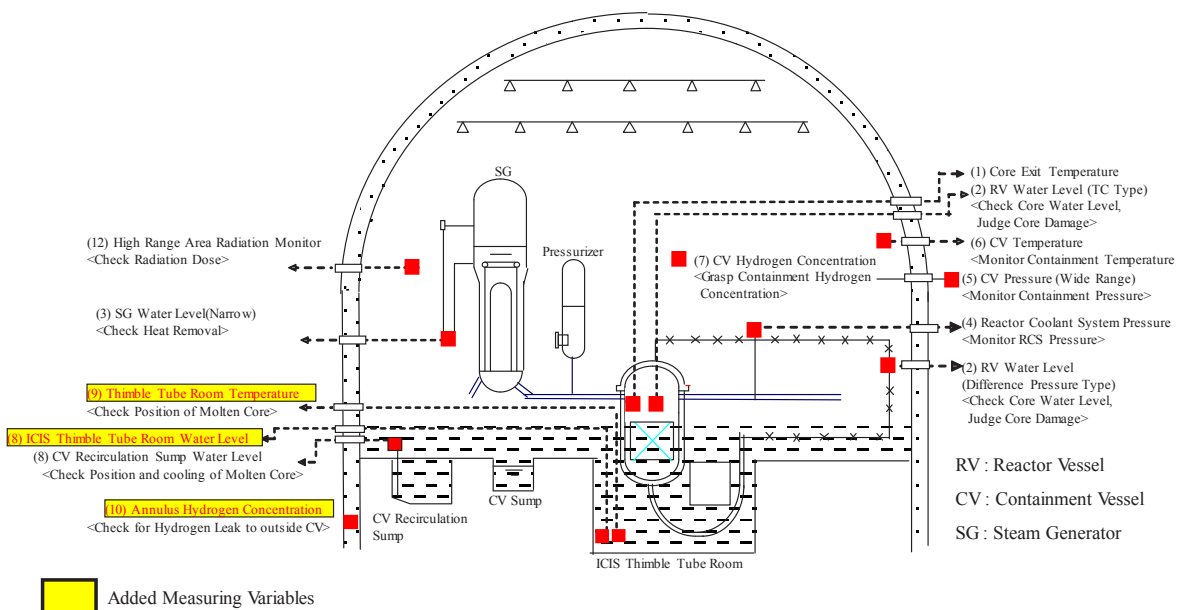 SG
Pressurizer
(12) High Range Area Radiation Monitor
<Check Radiation Dose>
(3) SG Water Level(Narrow)
<Check Heat Removal>
(9) Thimble Tube Room Temperature
<Check Position of Molten Core>
(8) ICIS Thimble Tube Room Water Level
(8) CV Recirculation Sump Water Level
<Check Position and cooling of Molten Core>
(10) Annulus Hydrogen Concentration
<Check for Hydrogen Leak to outside CV>
CV Recirculation
Sump
CV Sump
ICIS Thimble Tube Room
(7) CV Hydrogen Concentration
<Grasp Containment Hydrogen
Concentration>
(1) Core Exit Temperature
(2) RV Water Level (TC Type)
<Check Core Water Level,
Judge Core Damage>
(6) CV Temperature
<Monitor Containment Temperature
(5) CV Pressure (Wide Range)
<Monitor Containment Pressure>
(4) Reactor Coolant System Pressure
<Monitor RCS Pressure>
(2) RV Water Level
(Difference Pressure Type)
<Check Core Water Level,
Judge Core Damage>
RV : Reactor Vessel
CV : Containment Vessel
SG : Steam Generator
Added Measuring Variables